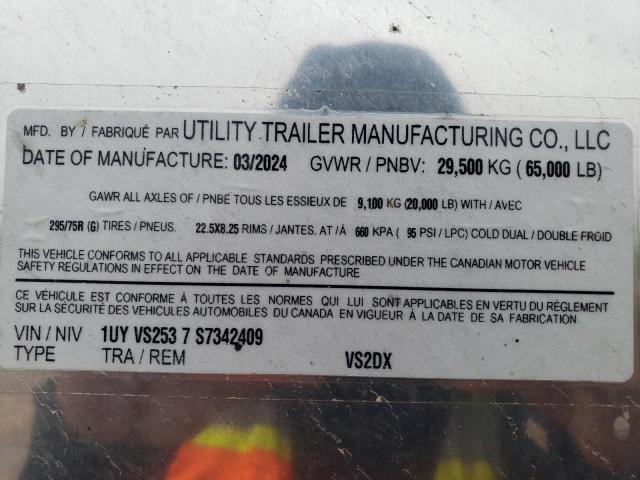 MFD. BY / FABRIQUÉ PAR UTILITY TRAILER MANUFACTURING CO., LLC
DATE OF MANUFACTURE: 03/2024 GVWR / PNBV: 29,500 KG ( 65,000 LB)
GAWR ALL AXLES OF / PNBE TOUS LES ESSIEUX DE 9,100 KG (20,000 LB) WITH / AVEC
295/75R (G) TIRES / PNEUS. 22.5X8.25 RIMS / JANTES, AT / À 660 KPA ( 95 PSI / LPC) COLD DUAL / DOUBLE FROID
THIS VEHICLE CONFORMS TO ALL APPLICABLE STANDARDS PRESCRIBED UNDER THE CANADIAN MOTOR VEHICLE
SAFETY REGULATIONS IN EFFECT ON THE DATE OF MANUFACTURE
CE VÉHICULE EST CONFORME À TOUTES LES NORMES QUI LUI SONT APPLICABLES EN VERTU DU RÉGLEMENT
SUR LA SÉCURITÉ DES VÉHICULES AUTOMOBILES DU CANADA EN VIGUEUR À LA DATE DE SA FABRICATION
VIN / NIV 1UY VS253 7 S7342409
TYPE TRA / REM VS2DX